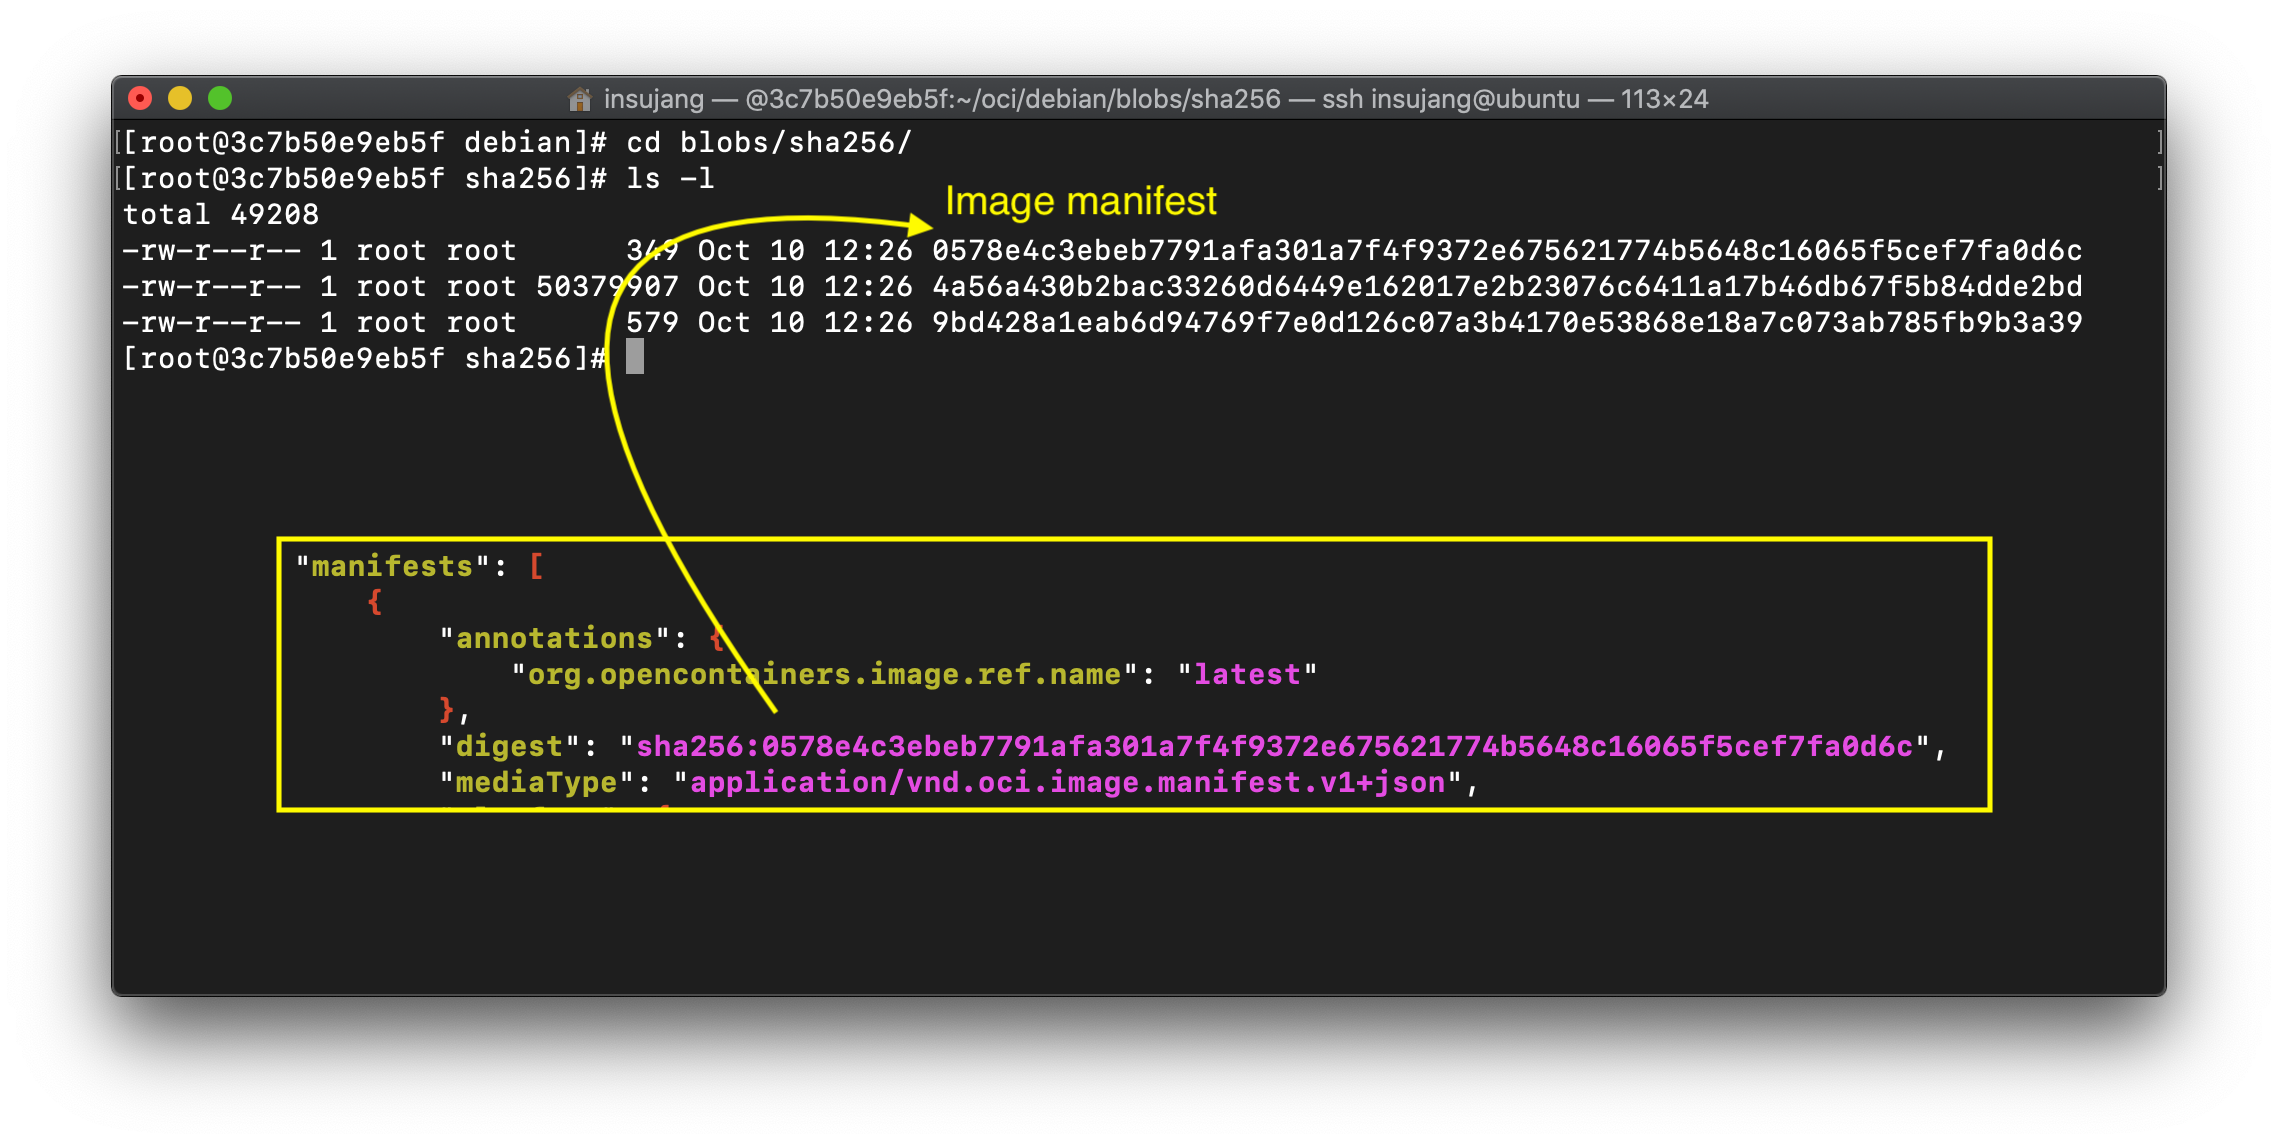 insujang — @3c7b50e9eb5f:~/oci/debian/blobs/sha256 — ssh insujang@ubuntu — 113×24
[[root@3c7b50e9eb5f debian]# cd blobs/sha256/ ]
[[root@3c7b50e9eb5f sha256]# ls -l ]
Image manifest
total 49208
-rw-r--r-- 1 root root      349 Oct 10 12:26 0578e4c3ebeb7791afa301a7f4f9372e675621774b5648c16065f5cef7fa0d6c
-rw-r--r-- 1 root root 50379907 Oct 10 12:26 4a56a430b2bac33260d6449e162017e2b23076c6411a17b46db67f5b84dde2bd
-rw-r--r-- 1 root root      579 Oct 10 12:26 9bd428a1eab6d94769f7e0d126c07a3b4170e53868e18a7c073ab785fb9b3a39
[root@3c7b50e9eb5f sha256]#
"manifests": [
{
"annotations": {
"org.opencontainers.image.ref.name": "latest"
},
"digest": "sha256:0578e4c3ebeb7791afa301a7f4f9372e675621774b5648c16065f5cef7fa0d6c",
"mediaType": "application/vnd.oci.image.manifest.v1+json",